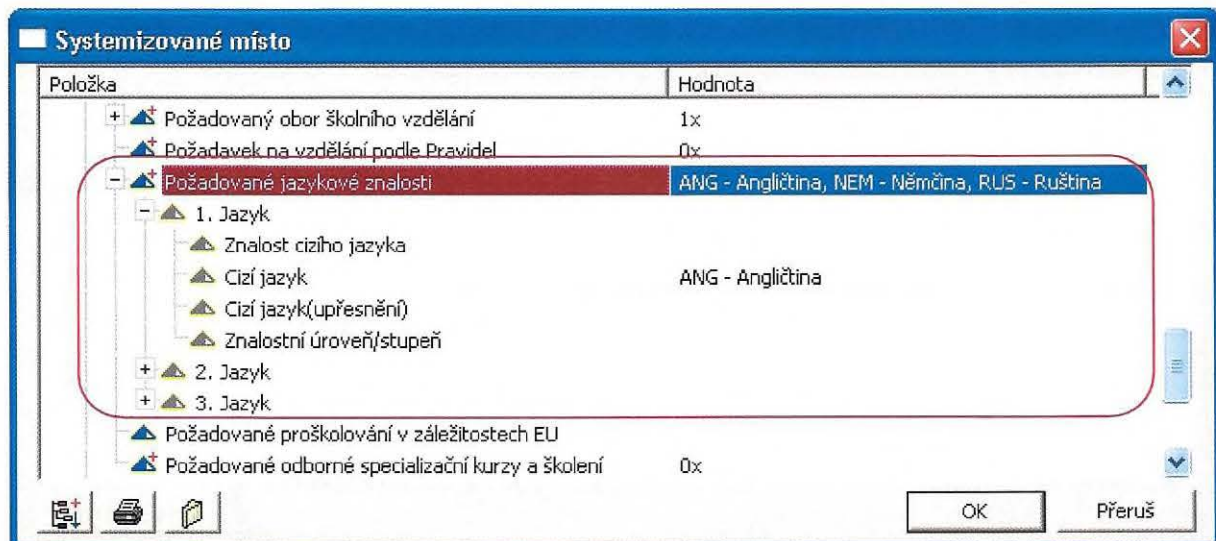 Systemizované místo
Položka Hodnota
Požadovaný obor školního vzdělání 1x
Požadavek na vzdělání podle Pravidel 0x
Požadované jazykové znalosti ANG - Angličtina, NEM - Němčina, RUS - Ruština
1. Jazyk
Znalost cizího jazyka
Cizí jazyk ANG - Angličtina
Cizí jazyk(upřesnění)
Znalostní úroveň/stupeň
2. Jazyk
3. Jazyk
Požadované proškolování v záležitostech EU
Požadované odborné specializační kurzy a školení 0x
OK Přeruš